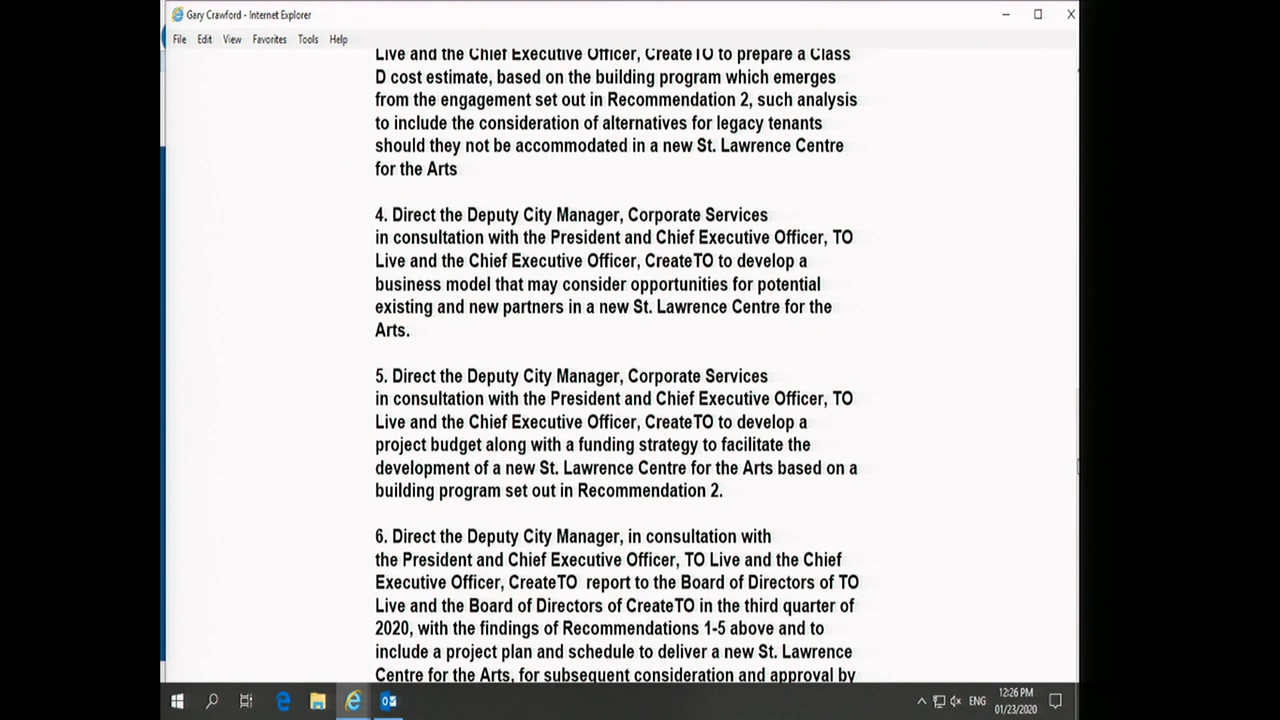 Gary Crawford - Internet Explorer
File Edit View Favorites Tools Help
Live and the Chief Executive Officer, CreateTO to prepare a Class
D cost estimate, based on the building program which emerges
from the engagement set out in Recommendation 2, such analysis
to include the consideration of alternatives for legacy tenants
should they not be accommodated in a new St. Lawrence Centre
for the Arts
4. Direct the Deputy City Manager, Corporate Services
in consultation with the President and Chief Executive Officer, TO
Live and the Chief Executive Officer, CreateTO to develop a
business model that may consider opportunities for potential
existing and new partners in a new St. Lawrence Centre for the
Arts.
5. Direct the Deputy City Manager, Corporate Services
in consultation with the President and Chief Executive Officer, TO
Live and the Chief Executive Officer, CreateTO to develop a
project budget along with a funding strategy to facilitate the
development of a new St. Lawrence Centre for the Arts based on a
building program set out in Recommendation 2.
6. Direct the Deputy City Manager, in consultation with
the President and Chief Executive Officer, TO Live and the Chief
Executive Officer, CreateTO report to the Board of Directors of TO
Live and the Board of Directors of CreateTO in the third quarter of
2020, with the findings of Recommendations 1-5 above and to
include a project plan and schedule to deliver a new St. Lawrence
Centre for the Arts, for subsequent consideration and approval by
ENG
12:26 PM
01/23/2020